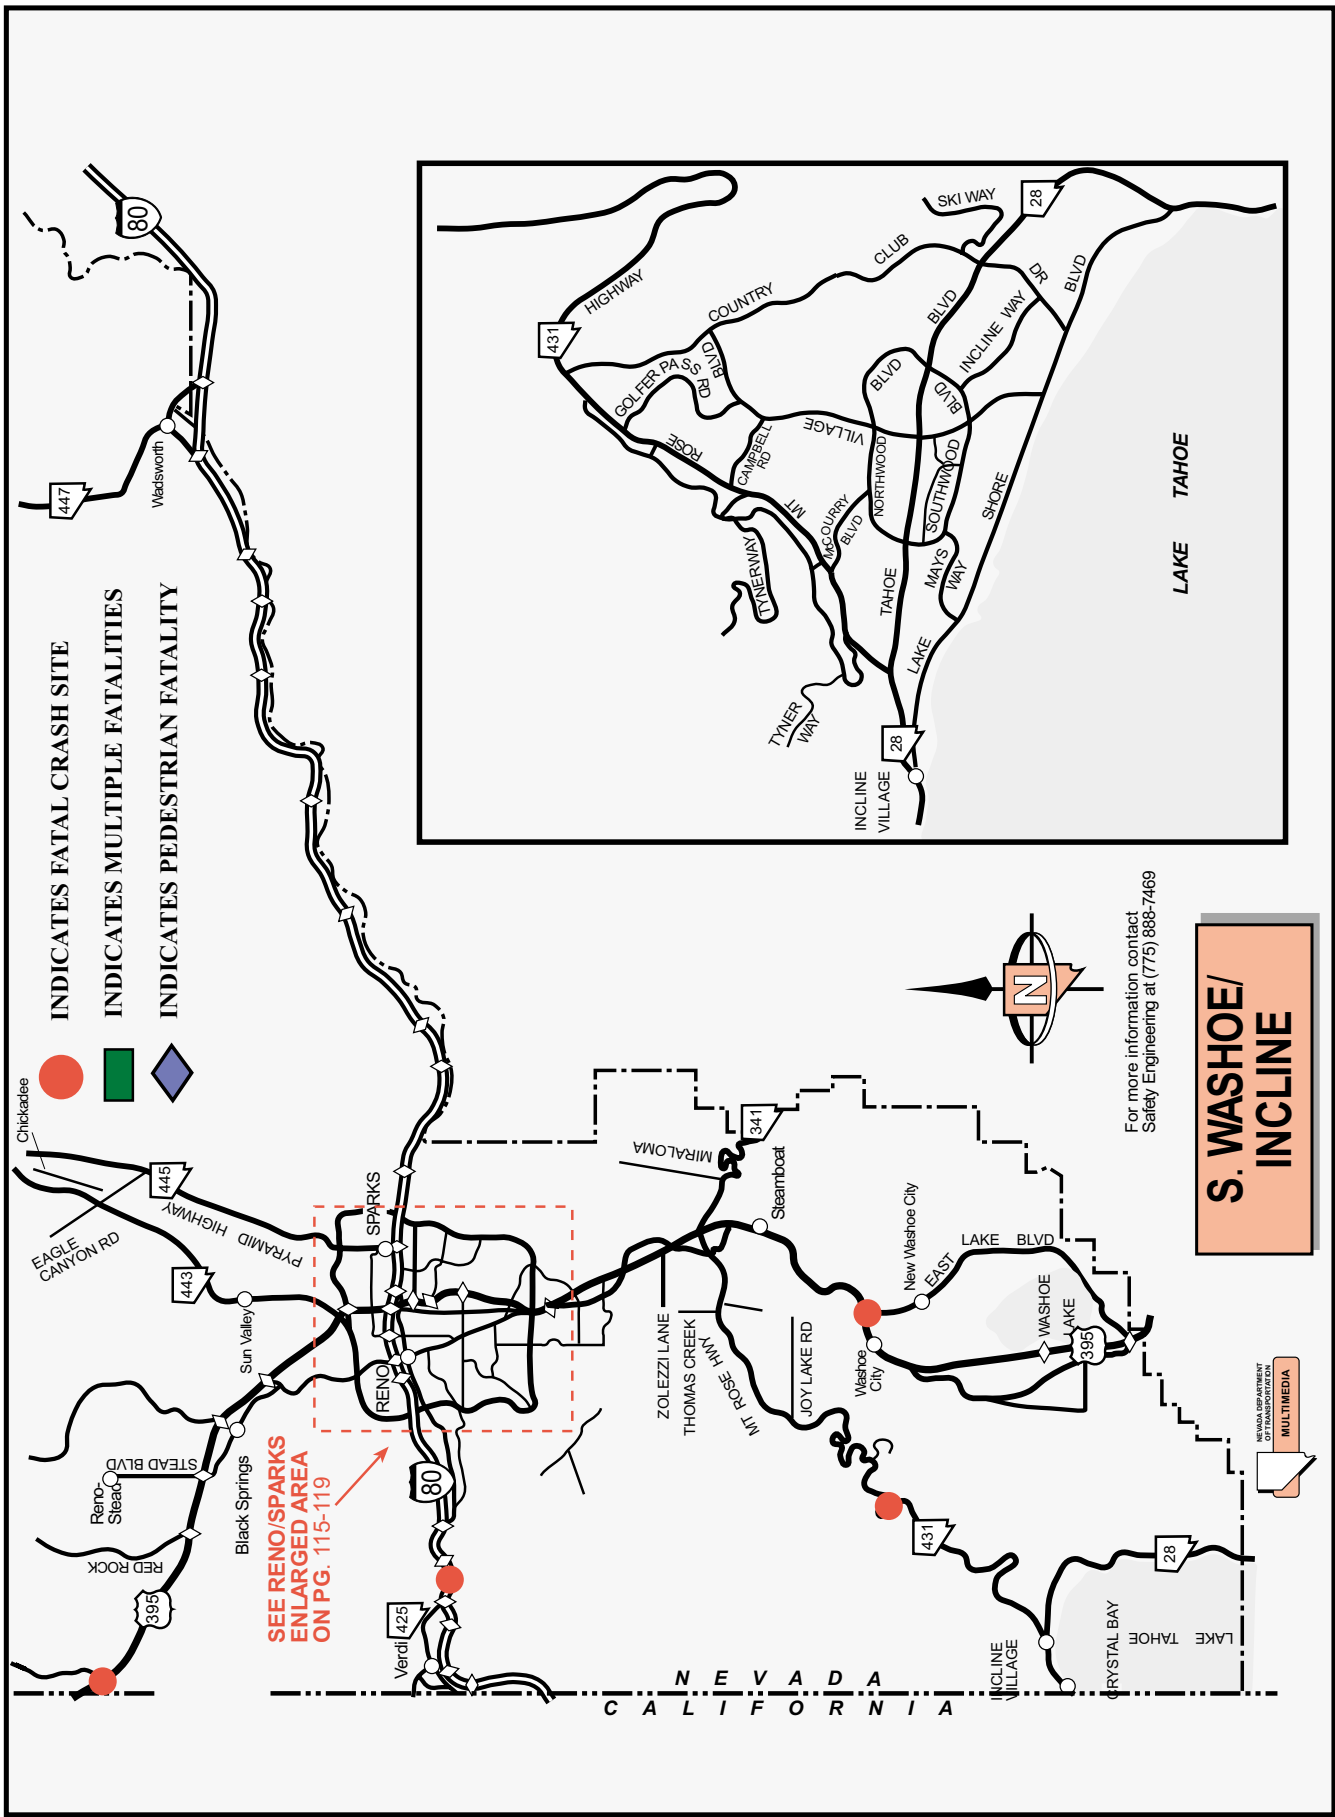 INDICATES FATAL CRASH SITE
INDICATES MULTIPLE FATALITIES
INDICATES PEDESTRIAN FATALITY
80
447
Wadsworth
Chickadee
445
EAGLE
CANYON RD
PYRAMID HIGHWAY
443
Sun Valley
SPARKS
RENO
STEAD BLVD
Reno-
Stead
Black Springs
RED ROCK
395
SEE RENO/SPARKS
ENLARGED AREA
ON PG. 115-119
80
425
Verdi
NEVADA
CALIFORNIA
MIRALOMA
341
Steamboat
ZOLEZZI LANE
THOMAS CREEK
MT ROSE HWY
JOY LAKE RD
New Washoe City
EAST LAKE BLVD
Washoe
City
WASHOE
LAKE
395
431
INCLINE
VILLAGE
CRYSTAL BAY
28
LAKE TAHOE
431
HIGHWAY
MT ROSE
GOLFER PASS RD
COUNTRY CLUB DR
BLVD
SKI WAY
28
CAMPBELL
RD
VILLAGE
McCOURRY
BLVD
NORTHWOOD
BLVD
SOUTHWOOD
BLVD
INCLINE WAY
TAHOE BLVD
MAYS
WAY
LAKE SHORE BLVD
TYNERWAY
TYNER
WAY
28
INCLINE
VILLAGE
LAKE TAHOE
N
For more information contact
Safety Engineering at (775) 888-7469
S. WASHOE/
INCLINE
NEVADA DEPARTMENT
OF TRANSPORTATION
MULTIMEDIA